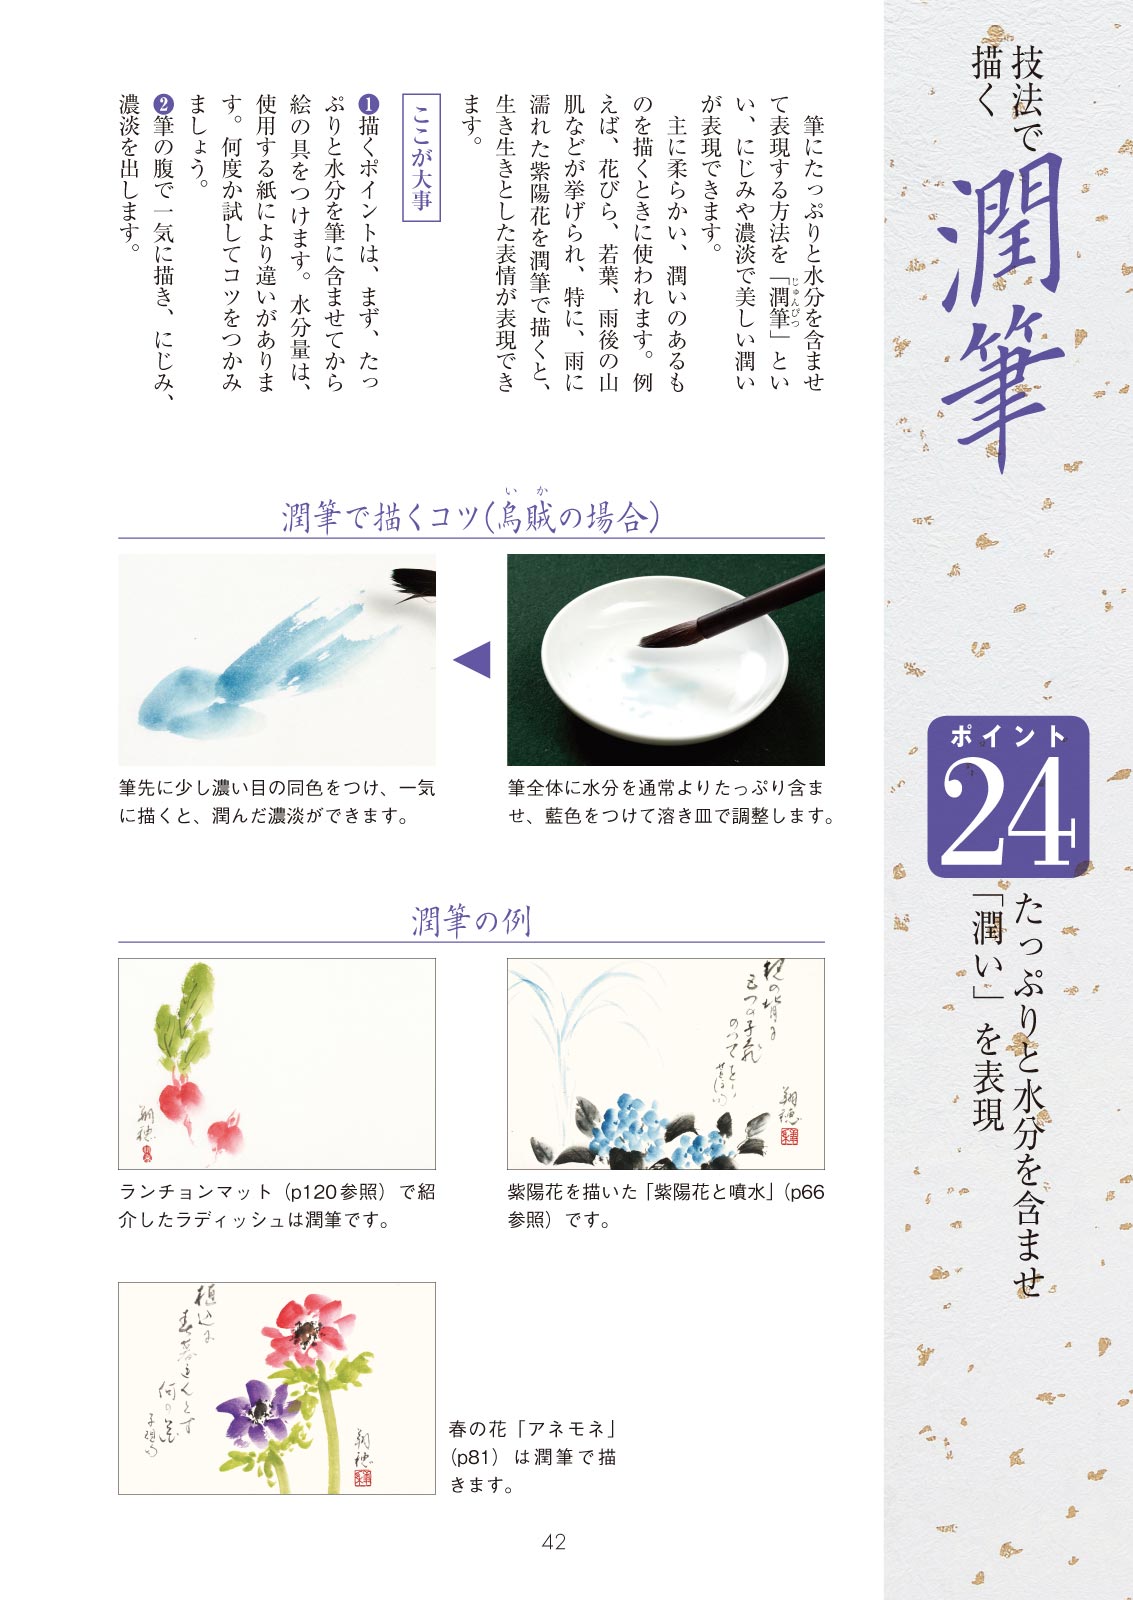 技法で
描く
潤筆
ポイント
24
たっぷりと水分を含ませ
「潤い」を表現
筆にたっぷりと水分を含ませ
て表現する方法を「潤筆」とい
じゅんぴつ
い、にじみや濃淡で美しい潤い
が表現できます。
主に柔らかい、潤いのあるも
のを描くときに使われます。例
えば、花びら、若葉、雨後の山
肌などが挙げられ、特に、雨に
濡れた紫陽花を潤筆で描くと、
生き生きとした表情が表現でき
ます。
ここが大事
❶描くポイントは、まず、たっ
ぷりと水分を筆に含ませてから
絵の具をつけます。水分量は、
使用する紙により違いがありま
す。何度か試してコツをつかみ
ましょう。
❷筆の腹で一気に描き、にじみ、
濃淡を出します。
潤筆で描くコツ(烏賊の場合)
いか
筆全体に水分を通常よりたっぷり含ま
せ、藍色をつけて溶き皿で調整します。
筆先に少し濃い目の同色をつけ、一気
に描くと、潤んだ濃淡ができます。
潤筆の例
翔穂
紫陽花を描いた「紫陽花と噴水」(p66
参照)です。
翔穂
ランチョンマット(p120参照)で紹
介したラディッシュは潤筆です。
翔穂
春の花「アネモネ」
(p81)は潤筆で描
きます。
42